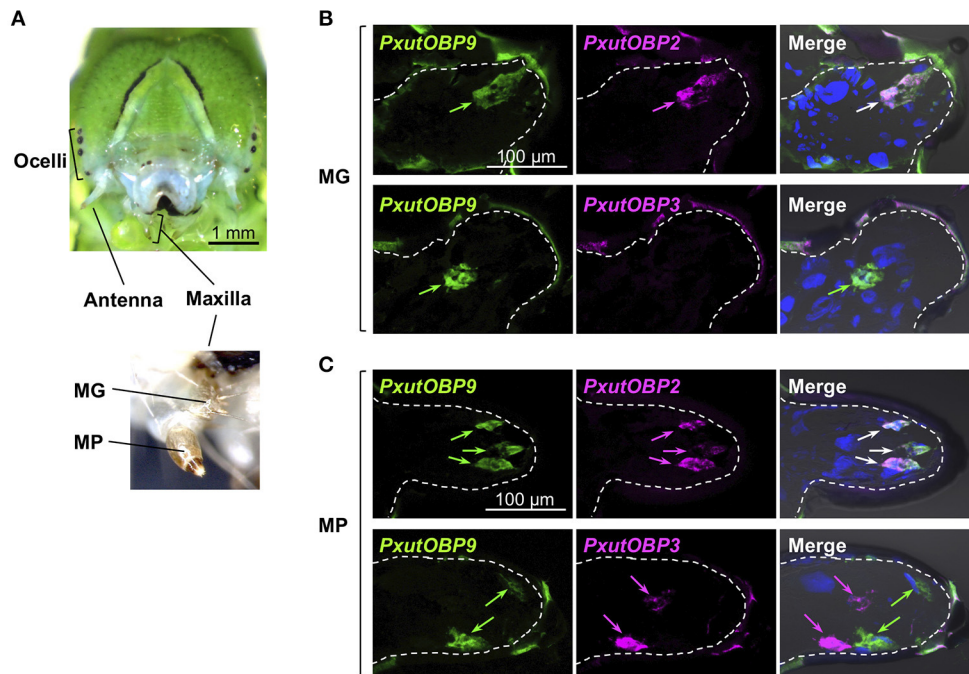 A
Ocelli
1 mm
Antenna
Maxilla
MG
MP
B
MG
PxutOBP9
PxutOBP2
Merge
100 µm
PxutOBP9
PxutOBP3
Merge
C
MP
PxutOBP9
PxutOBP2
Merge
100 µm
PxutOBP9
PxutOBP3
Merge